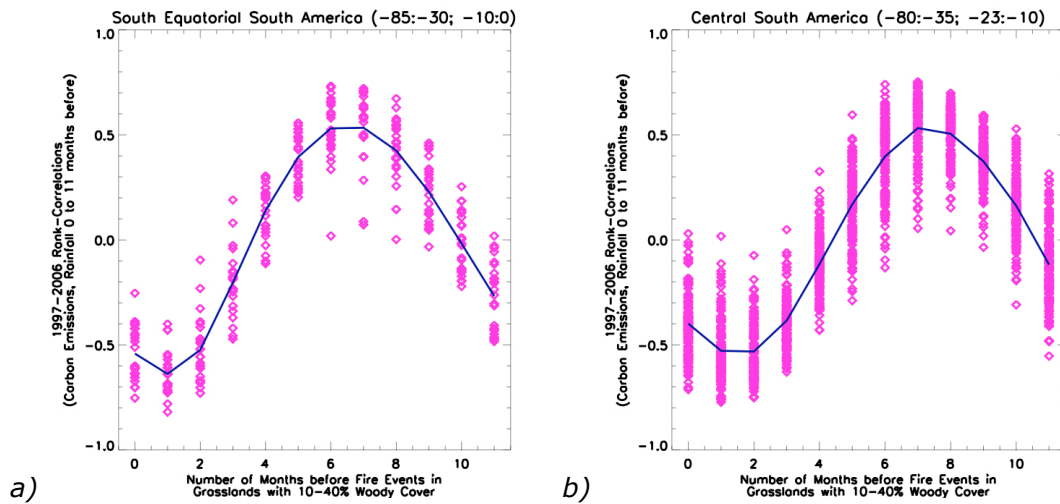 South Equatorial South America (-85:-30; -10:0)
1.0
0.5
0.0
-0.5
-1.0
1997-2006 Rank-Correlations
(Carbon Emissions, Rainfall 0 to 11 months before)
0 2 4 6 8 10
Number of Months before Fire Events in
Grasslands with 10-40% Woody Cover
a)
Central South America (-80:-35; -23:-10)
1.0
0.5
0.0
-0.5
-1.0
1997-2006 Rank-Correlations
(Carbon Emissions, Rainfall 0 to 11 months before)
0 2 4 6 8 10
Number of Months before Fire Events in
Grasslands with 10-40% Woody Cover
b)